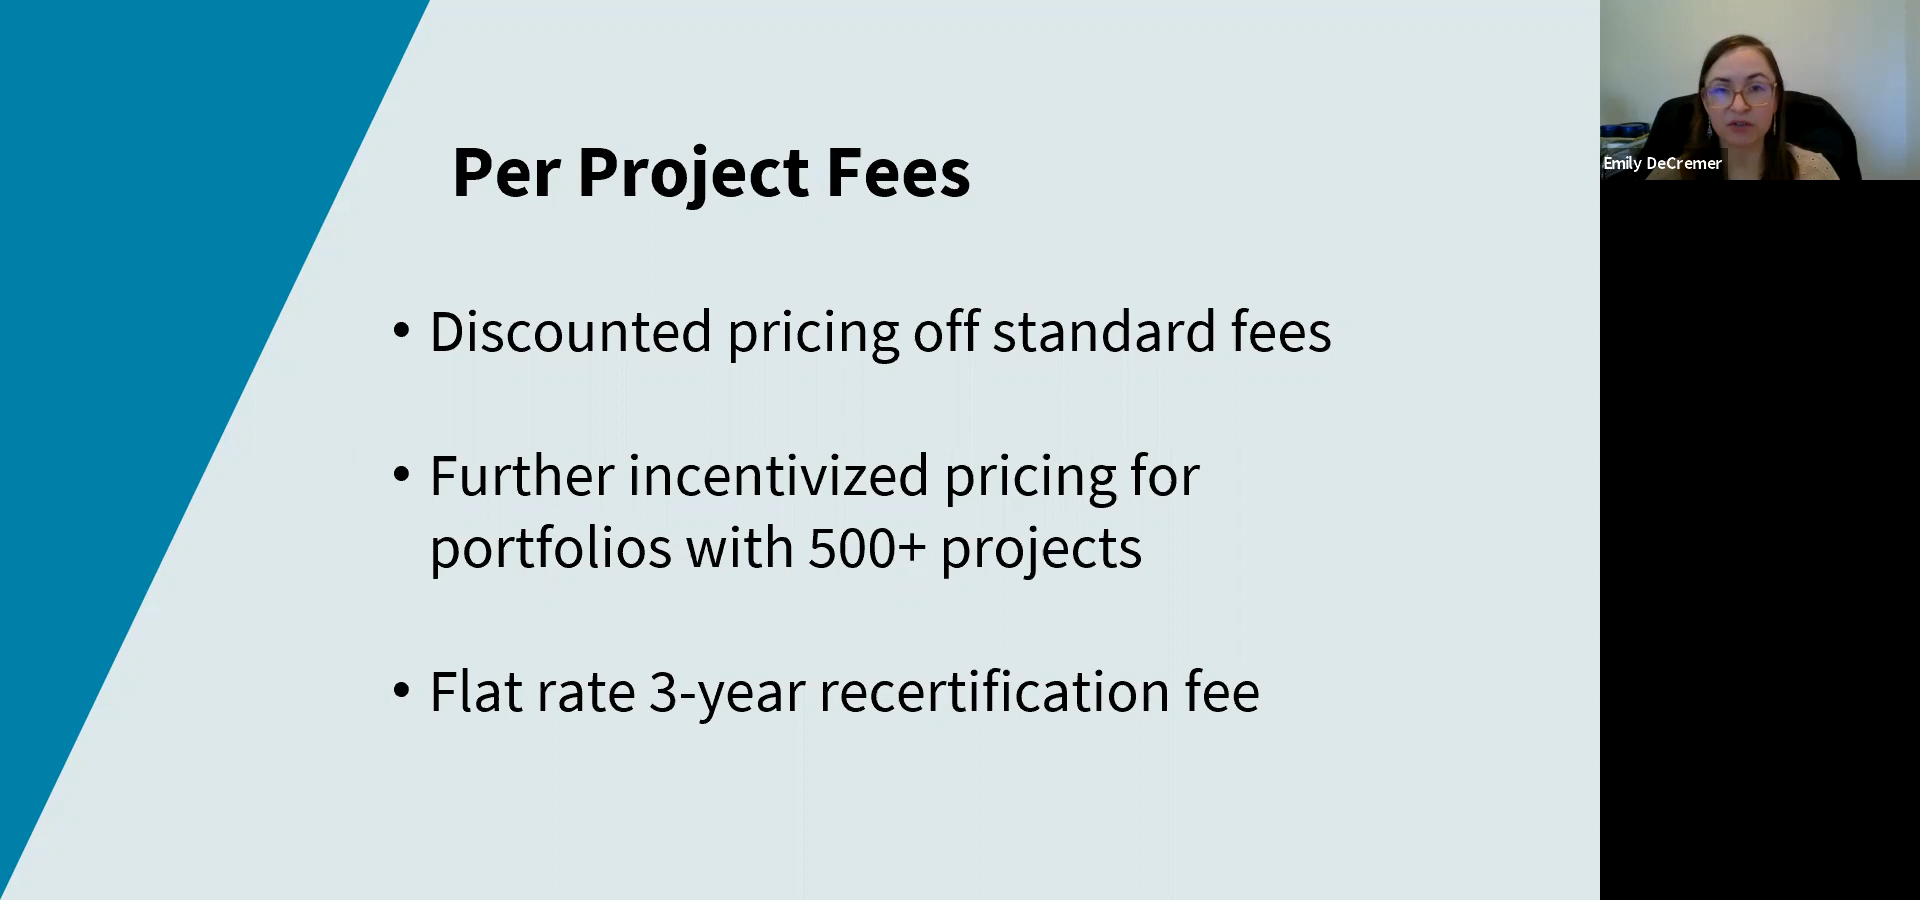 Per Project Fees
• Discounted pricing off standard fees
• Further incentivized pricing for
portfolios with 500+ projects
• Flat rate 3-year recertification fee
Emily DeCremer